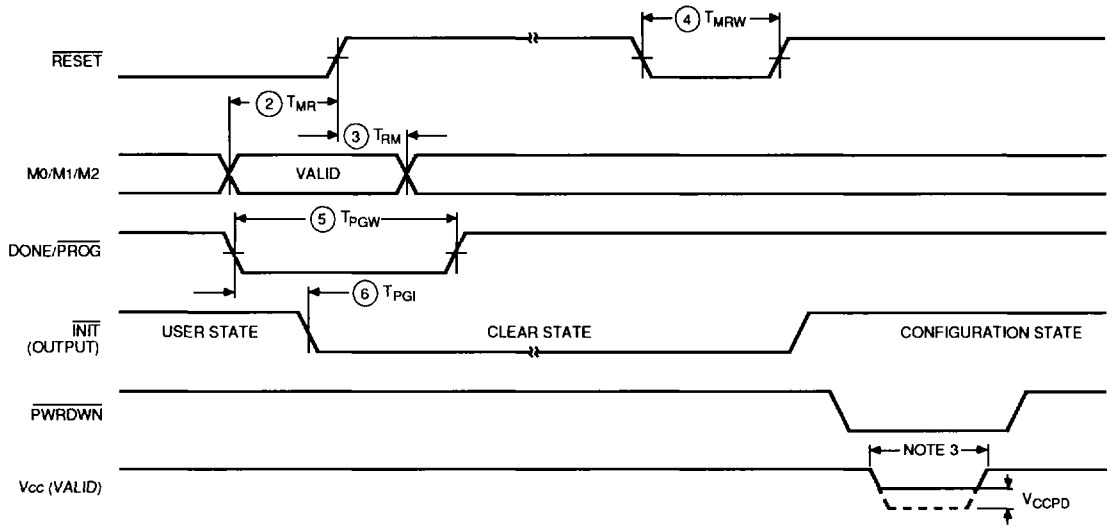 ④ TMRW
RESET
② TMR
③ TRM
M0/M1/M2
VALID
⑤ TPGW
DONE/PROG
⑥ TPGI
INIT
(OUTPUT)
USER STATE
CLEAR STATE
CONFIGURATION STATE
PWRDWN
NOTE 3
Vcc (VALID)
VCCPD